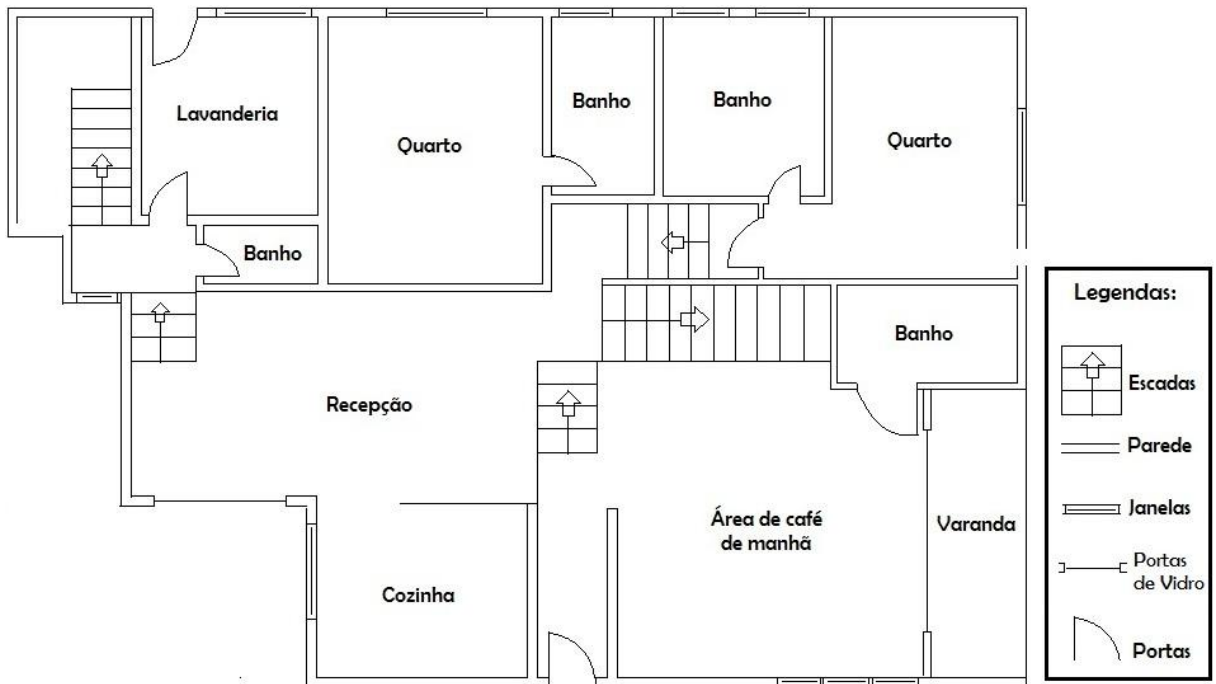 Lavanderia
Quarto
Banho
Banho
Quarto
Banho
Banho
Recepção
Área de café
de manhã
Varanda
Cozinha
Legendas:
Escadas
Parede
Janelas
Portas
de Vidro
Portas